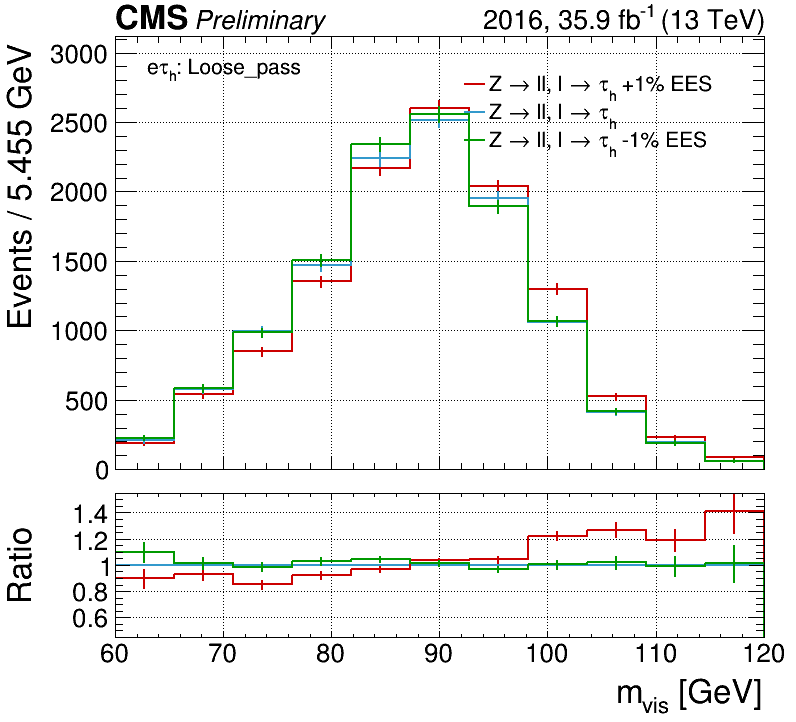 CMS Preliminary 2016, 35.9 fb⁻¹ (13 TeV)
eτₕ: Loose_pass
Z → ll, l → τₕ +1% EES
Z → ll, l → τₕ
Z → ll, l → τₕ -1% EES
Events / 5.455 GeV
3000
2500
2000
1500
1000
500
0
Ratio
1.4
1.2
1
0.8
0.6
60 70 80 90 100 110 120
m_vis [GeV]